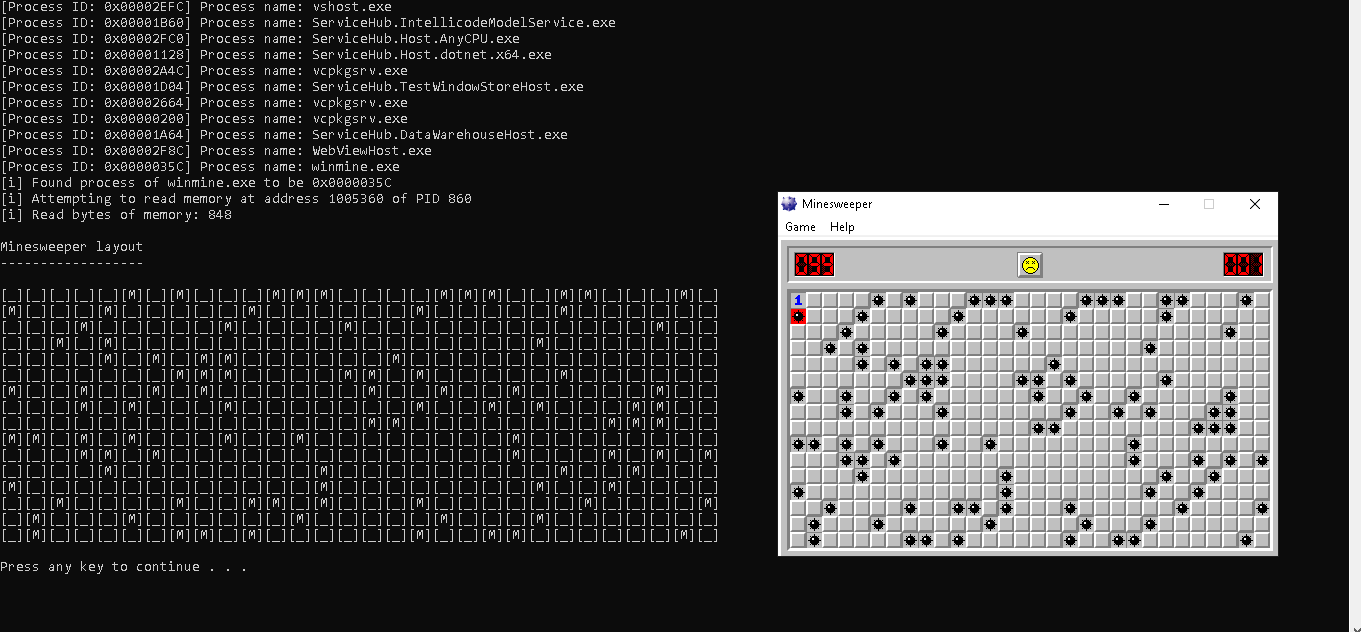 [Process ID: 0x00002EFC] Process name: vshost.exe
[Process ID: 0x00001B60] Process name: ServiceHub.IntellicodeModelService.exe
[Process ID: 0x00002FC0] Process name: ServiceHub.Host.AnyCPU.exe
[Process ID: 0x00001128] Process name: ServiceHub.Host.dotnet.x64.exe
[Process ID: 0x00002A4C] Process name: vcpkgsrv.exe
[Process ID: 0x00001D04] Process name: ServiceHub.TestWindowStoreHost.exe
[Process ID: 0x00002664] Process name: vcpkgsrv.exe
[Process ID: 0x00000200] Process name: vcpkgsrv.exe
[Process ID: 0x00001A64] Process name: ServiceHub.DataWarehouseHost.exe
[Process ID: 0x00002F8C] Process name: WebViewHost.exe
[Process ID: 0x0000035C] Process name: winmine.exe
[i] Found process of winmine.exe to be 0x0000035C
[i] Attempting to read memory at address 1005360 of PID 860
[i] Read bytes of memory: 848
Minesweeper layout
------------------
[_][_][_][_][_][M][_][M][_][_][_][M][M][M][_][_][_][_][M][M][M][_][_][M][M][_][_][_][M][_]
[M][_][_][_][M][_][_][_][_][_][M][_][_][_][_][_][_][M][_][_][_][_][_][M][_][_][_][_][_][_]
[_][_][_][M][_][_][_][_][_][M][_][_][_][_][M][_][_][_][_][_][_][_][_][_][_][_][_][M][_][_]
[_][_][M][_][M][_][_][_][_][_][_][_][_][_][_][_][_][_][_][_][_][_][M][_][_][_][_][_][_][_]
[_][_][_][_][M][_][M][_][M][M][_][_][_][_][_][_][M][_][_][_][_][_][_][_][_][_][_][_][_][_]
[_][_][_][_][_][_][_][M][M][M][_][_][_][_][M][M][_][M][_][_][_][_][_][M][_][_][_][_][_][_]
[M][_][_][M][_][_][M][_][M][_][_][_][_][_][_][M][_][_][M][_][_][M][_][_][_][_][_][M][_][_]
[_][_][_][M][_][M][_][_][_][M][_][_][_][_][_][_][_][M][_][_][M][_][M][_][_][_][M][M][_][_]
[_][_][_][_][_][_][_][_][_][_][_][_][_][_][_][M][M][_][_][_][_][_][_][_][_][M][M][M][_][_]
[M][M][_][M][_][M][_][_][_][M][_][_][M][_][_][_][_][_][_][_][_][M][_][_][_][_][_][_][_][_]
[_][_][_][M][M][_][M][_][_][_][_][_][_][_][_][_][_][_][_][_][_][M][_][_][_][M][_][M][_][M]
[_][_][_][_][M][_][_][_][_][_][_][_][_][M][_][_][_][_][_][_][_][_][_][M][_][_][M][_][_][_]
[M][_][_][_][_][_][_][_][_][_][_][_][_][M][_][_][_][_][_][_][_][_][M][_][_][M][_][_][_][_]
[_][_][M][_][_][_][_][M][_][_][M][M][_][M][_][_][_][M][_][_][_][_][_][_][M][_][_][_][_][M]
[_][M][_][_][_][M][_][_][_][_][_][_][M][_][_][_][_][_][M][_][_][_][M][_][_][_][_][_][_][_]
[_][M][_][_][_][_][_][M][M][_][M][_][_][_][_][_][_][M][_][_][M][M][_][_][_][_][_][_][M][_]
Press any key to continue . . .
Minesweeper
Game Help
099 001
1